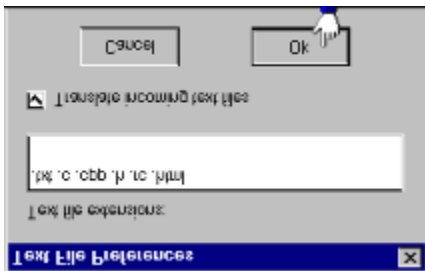 Text File Preferences
Text file extensions:
.txt .c .cpp .h .rc .html
Translate incoming text files
Cancel
Ok